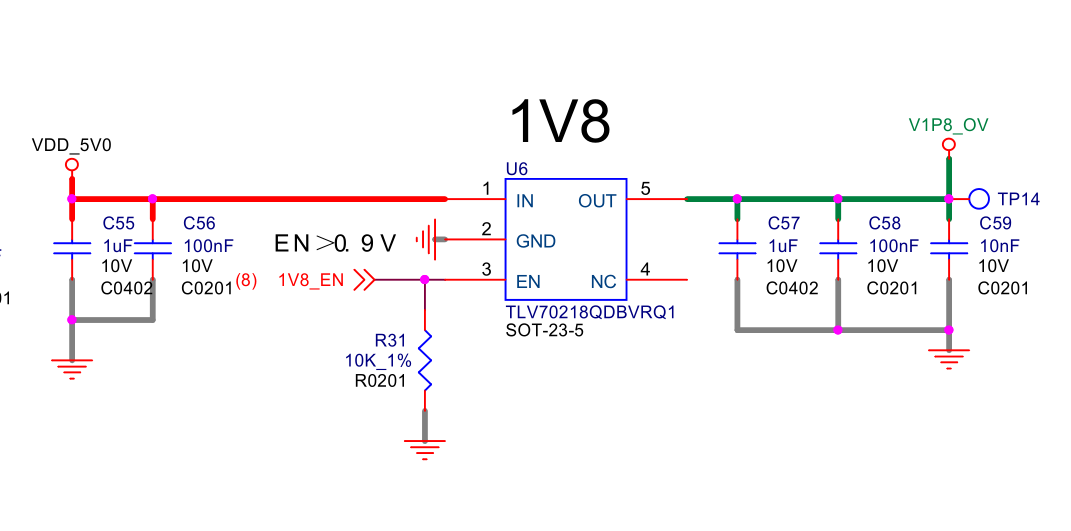 1V8
VDD_5V0
V1P8_OV
U6
1
IN
OUT
5
TP14
C55
1uF
10V
C0402
C56
100nF
10V
C0201
2
GND
EN>0.9V
(8)
1V8_EN
3
EN
NC
4
C57
1uF
10V
C0402
C58
100nF
10V
C0201
C59
10nF
10V
C0201
TLV70218QDBVRQ1
SOT-23-5
R31
10K_1%
R0201